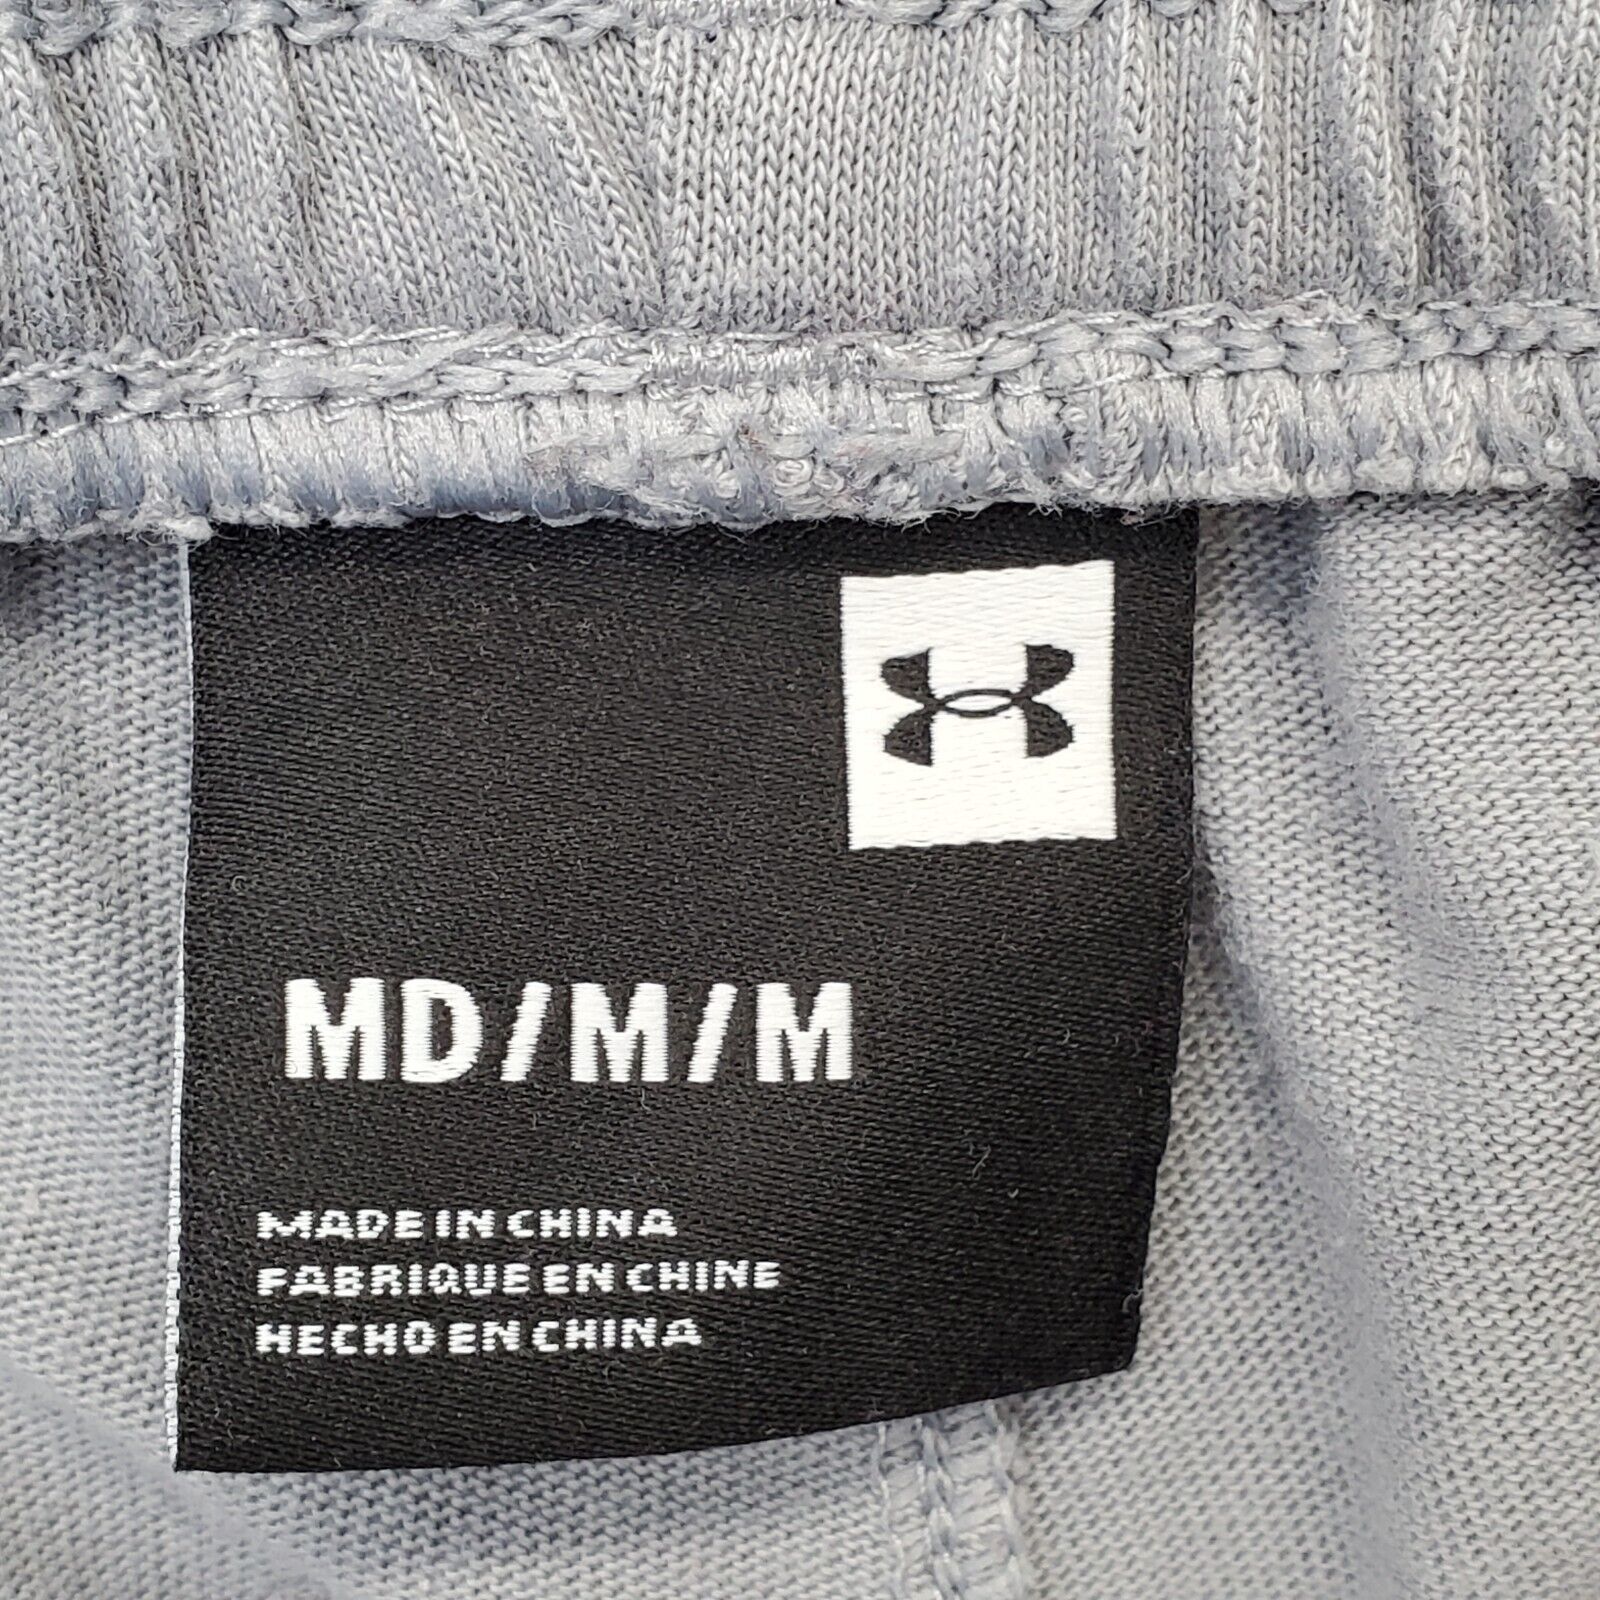 MD/M/M
MADE IN CHINA
FABRIQUE EN CHINE
HECHO EN CHINA